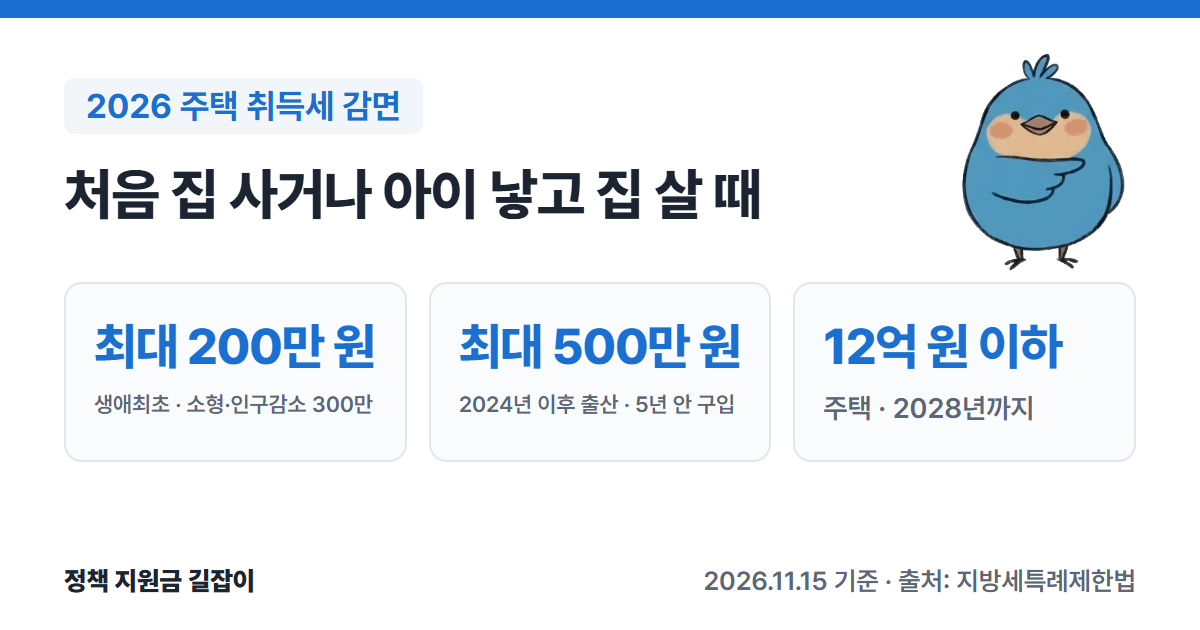 2026 주택 취득세 감면
처음 집 사거나 아이 낳고 집 살 때
최대 200만 원
생애최초 · 소형·인구감소 300만
최대 500만 원
2024년 이후 출산 · 5년 안 구입
12억 원 이하
주택 · 2028년까지
정책 지원금 길잡이
2026.11.15 기준 · 출처: 지방세특례제한법